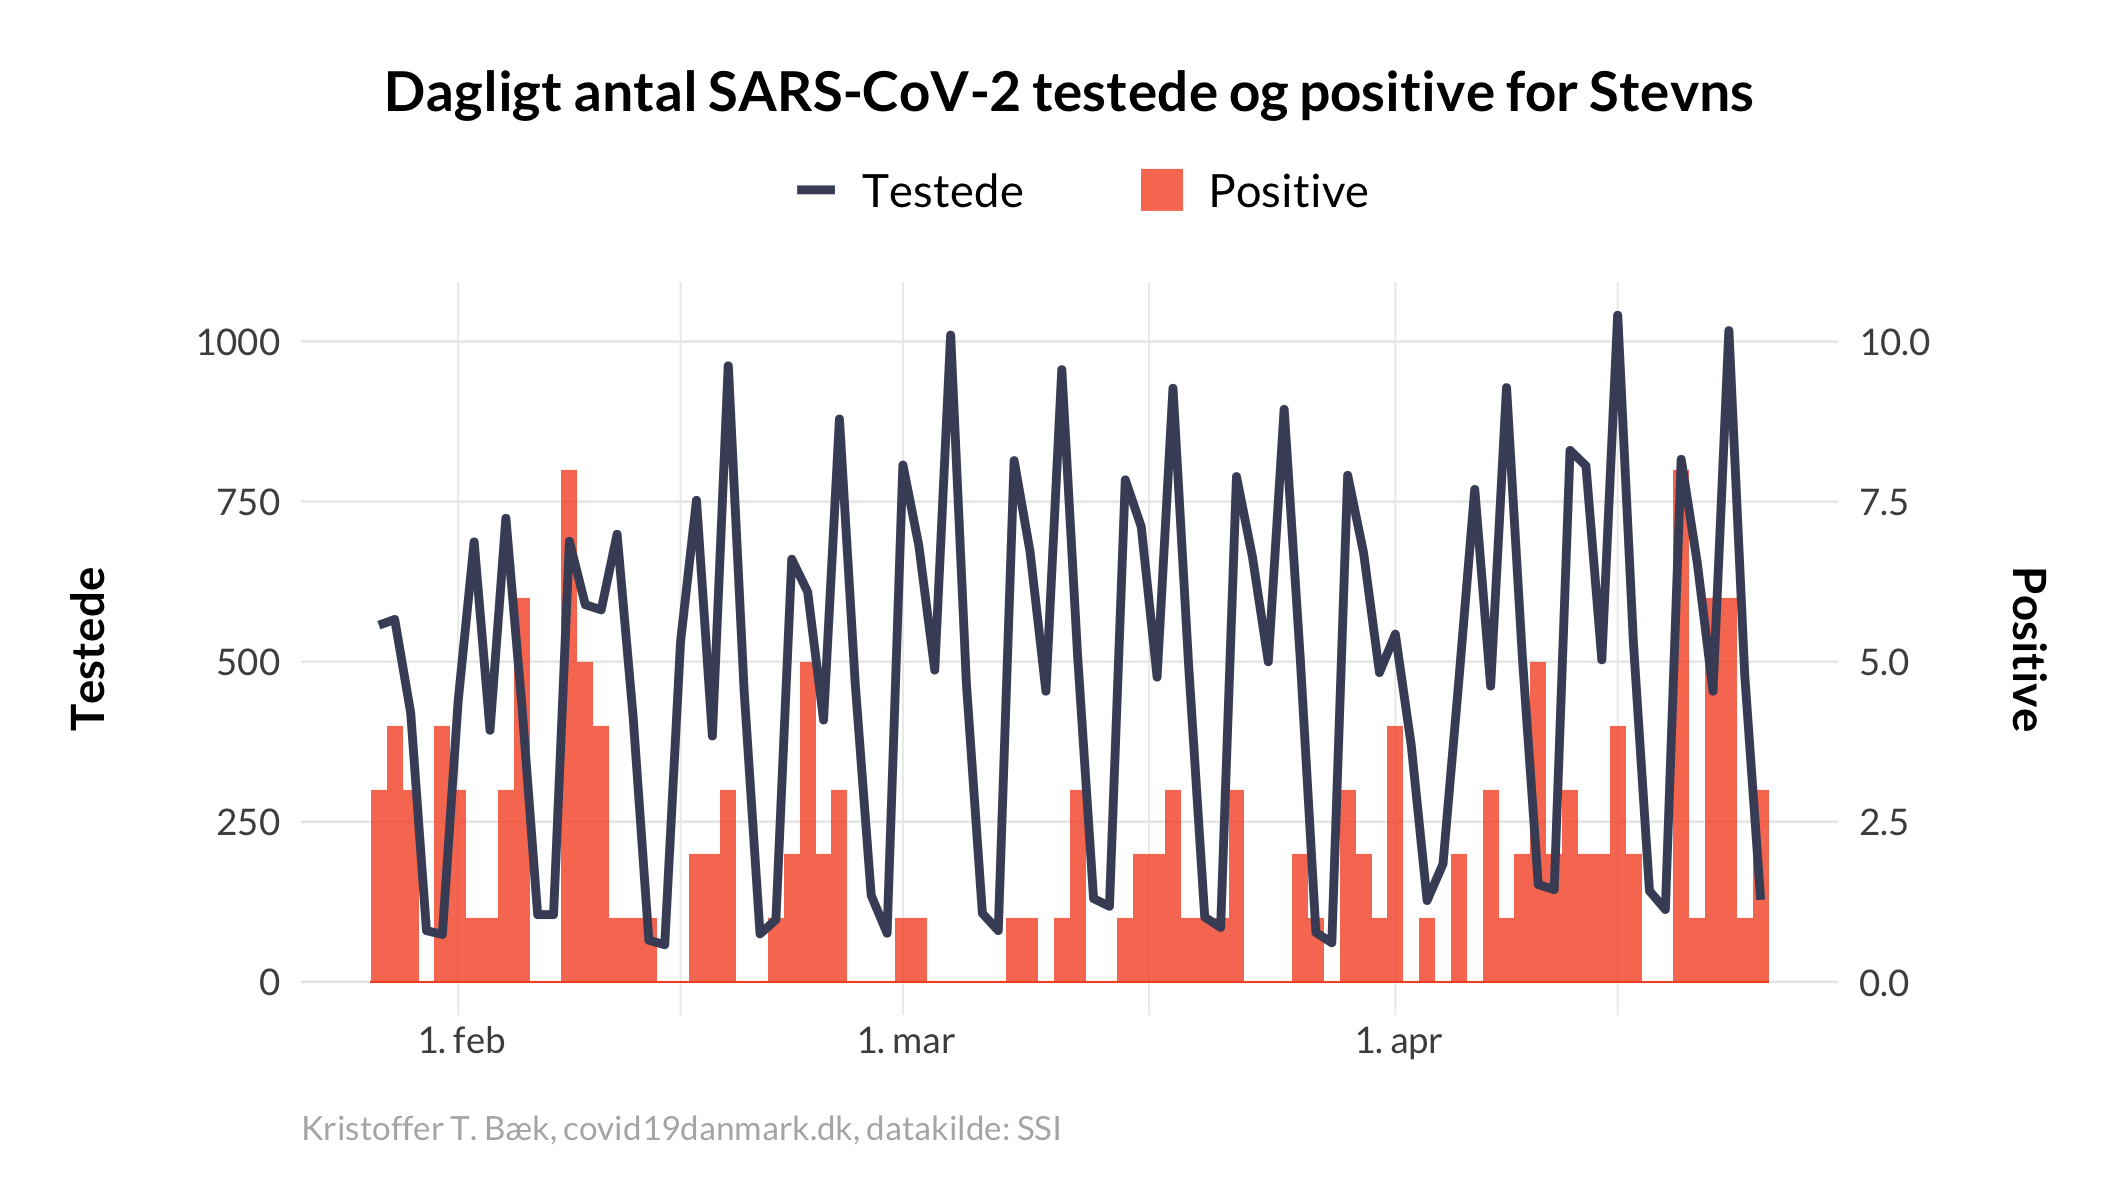 Dagligt antal SARS-CoV-2 testede og positive for Stevns
Testede
Positive
1000
750
500
250
0
Testede
10.0
7.5
5.0
2.5
0.0
Positive
1. feb
1. mar
1. apr
Kristoffer T. Bæk, covid19danmark.dk, datakilde: SSI